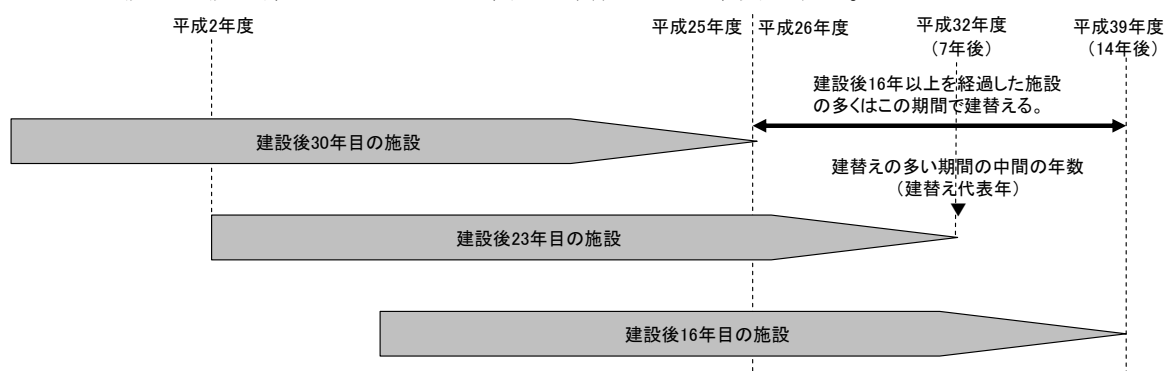 平成2年度
平成25年度
平成26年度
平成32年度
(7年後)
平成39年度
(14年後)
建設後16年以上を経過した施設
の多くはこの期間で建替える。
建設後30年目の施設
建替えの多い期間の中間の年数
(建替え代表年)
建設後23年目の施設
建設後16年目の施設